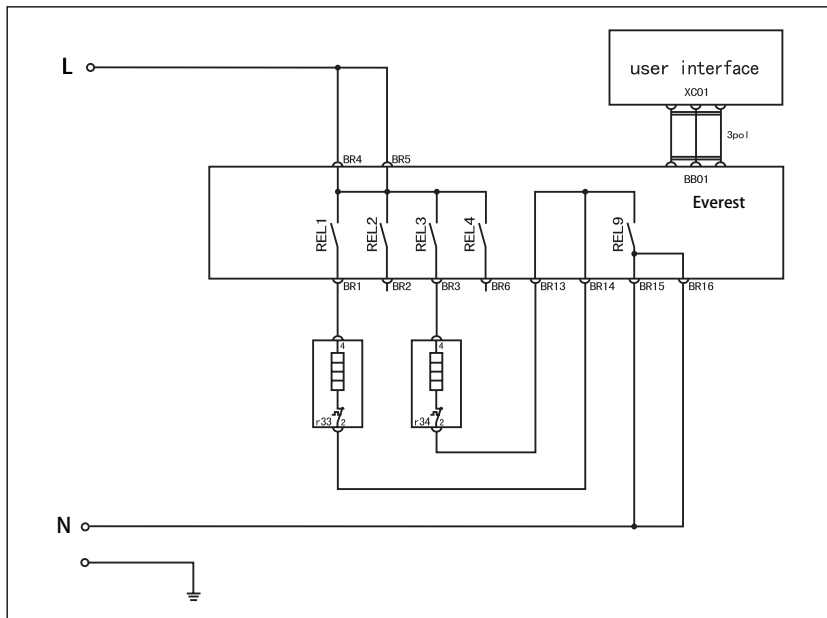 L
user interface
XC01
3pol
BR4
BR5
BB01
Everest
REL1
REL2
REL3
REL4
REL9
BR1
BR2
BR3
BR6
BR13
BR14
BR15
BR16
4
4
r33 2
r34 2
N